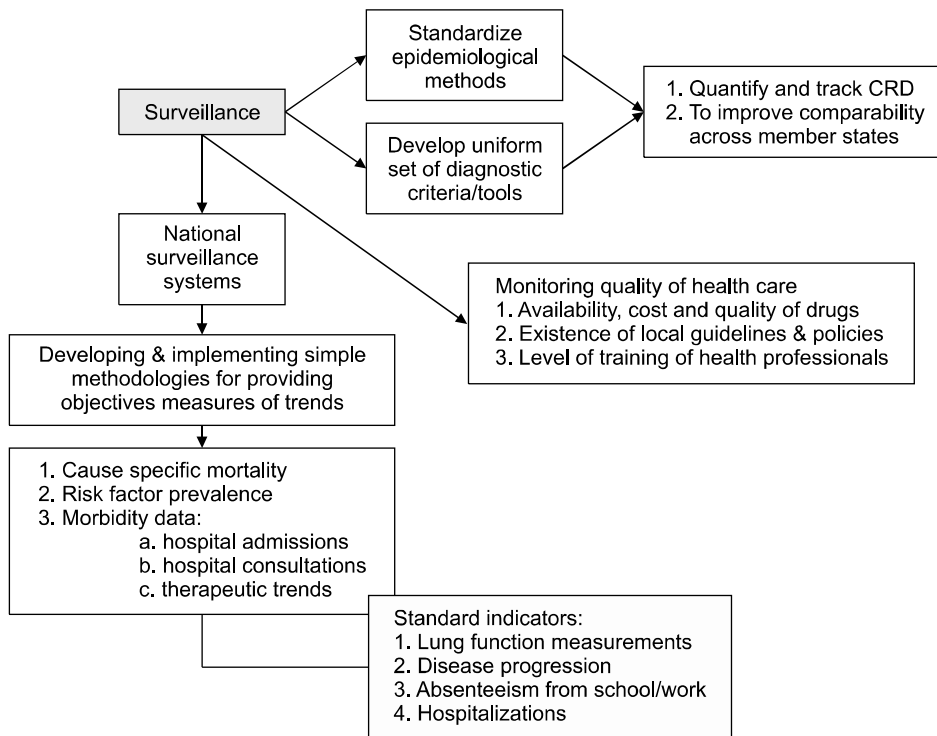 Standardize
epidemiological
methods
Surveillance
1. Quantify and track CRD
2. To improve comparability
across member states
Develop uniform
set of diagnostic
criteria/tools
National
surveillance
systems
Monitoring quality of health care
1. Availability, cost and quality of drugs
2. Existence of local guidelines & policies
3. Level of training of health professionals
Developing & implementing simple
methodologies for providing
objectives measures of trends
1. Cause specific mortality
2. Risk factor prevalence
3. Morbidity data:
a. hospital admissions
b. hospital consultations
c. therapeutic trends
Standard indicators:
1. Lung function measurements
2. Disease progression
3. Absenteeism from school/work
4. Hospitalizations